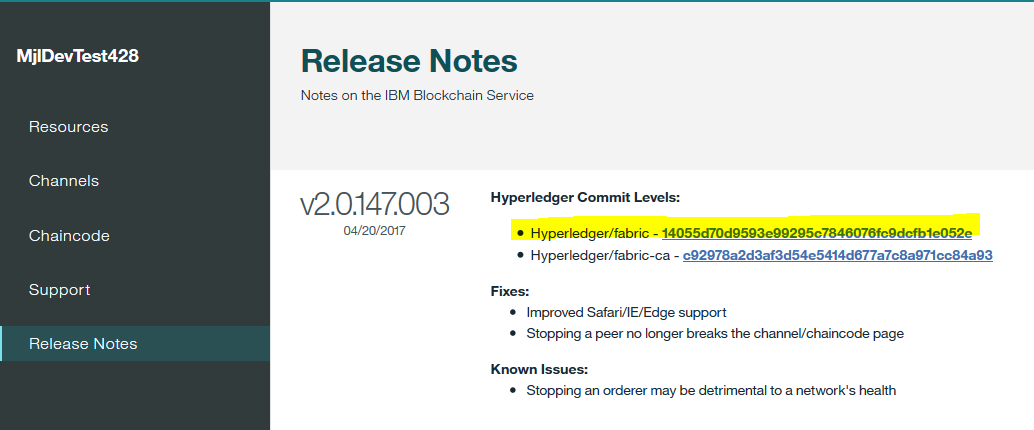 MjlDevTest428
Resources
Channels
Chaincode
Support
Release Notes
Release Notes
Notes on the IBM Blockchain Service
v2.0.147.003
04/20/2017
Hyperledger Commit Levels:
• Hyperledger/fabric - 14055d70d9593e99295c7846076fc9dcfb1e052e
• Hyperledger/fabric-ca - c92978a2d3af3d54e5414d677a7c8a971cc84a93
Fixes:
• Improved Safari/IE/Edge support
• Stopping a peer no longer breaks the channel/chaincode page
Known Issues:
• Stopping an orderer may be detrimental to a network's health